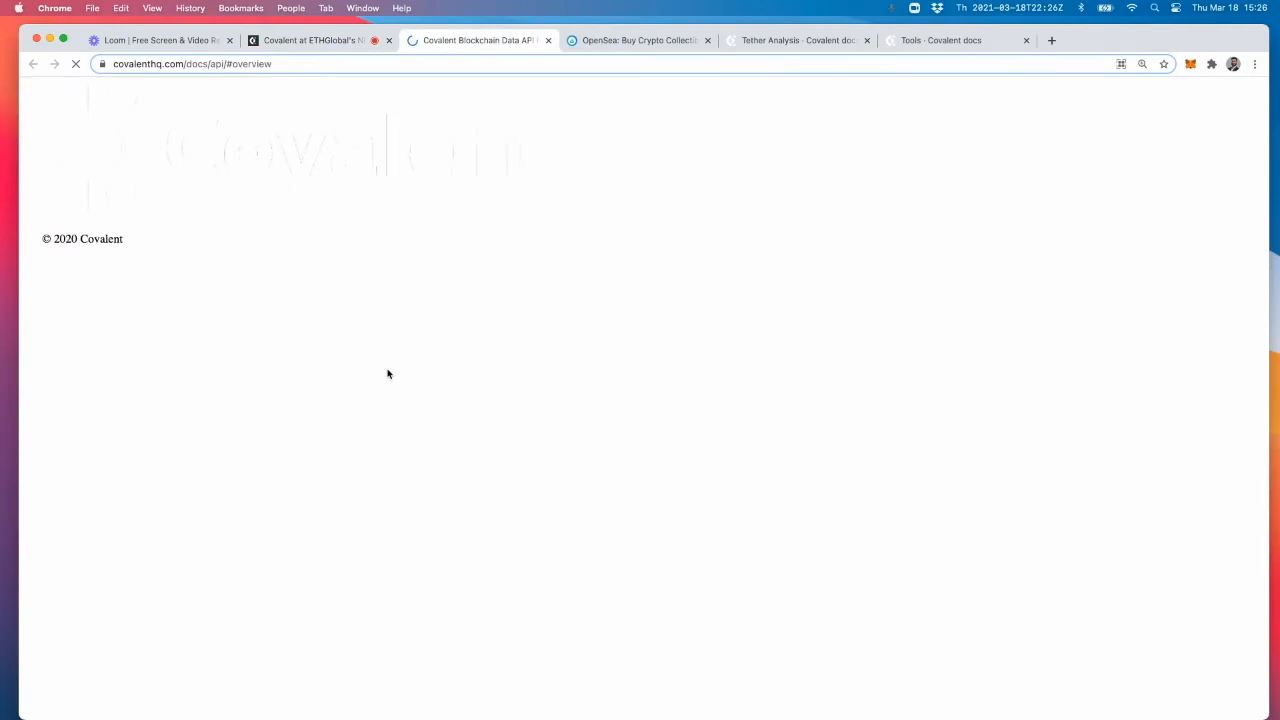 Chrome File Edit View History Bookmarks People Tab Window Help
Th 2021-03-18T22:26Z
Thu Mar 18 15:26
Loom | Free Screen & Video Re
Covalent at ETHGlobal's N
Covalent Blockchain Data API
OpenSea: Buy Crypto Collectib
Tether Analysis · Covalent doc
Tools · Covalent docs
covalenthq.com/docs/api/#overview
Covalent
© 2020 Covalent